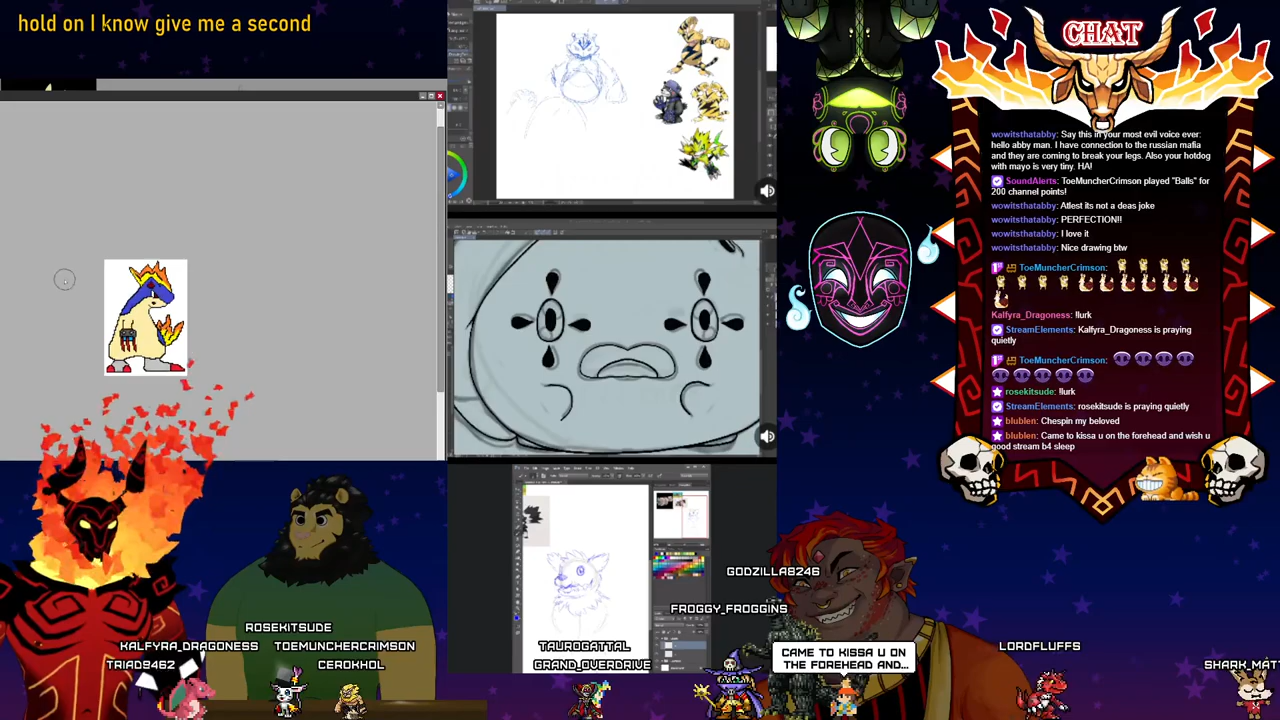 hold on I know give me a second
CHAT
wowitsthatabby: Say this in your most evil voice ever:
hello abby man. I have connection to the russian mafia
and they are coming to break your legs. Also your hotdog
with mayo is very tiny. HA!
SoundAlerts: ToeMuncherCrimson played "Balls" for
200 channel points!
wowitsthatabby: Atlest its not a deas joke
wowitsthatabby: PERFECTION!!
wowitsthatabby: I love it
wowitsthatabby: Nice drawing btw
ToeMuncherCrimson:
Kalfyra_Dragoness: !lurk
StreamElements: Kalfyra_Dragoness is praying
quietly
ToeMuncherCrimson:
rosekitsude: !lurk
StreamElements: rosekitsude is praying quietly
blublen: Chespin my beloved
blublen: Came to kissa u on the forehead and wish u
good stream b4 sleep
GODZILLA8246
FROGGY_FROGGINS
ROSEKITSUDE
KALFYRA_DRAGONESS
TOEMUNCHERCRIMSON
TAUROGATTAL
CAME TO KISSA U ON
THE FOREHEAD AND...
LORDFLUFFS
TRIAD9462
CEROKHOL
GRAND_OVERDRIVE
SHARK_MAT